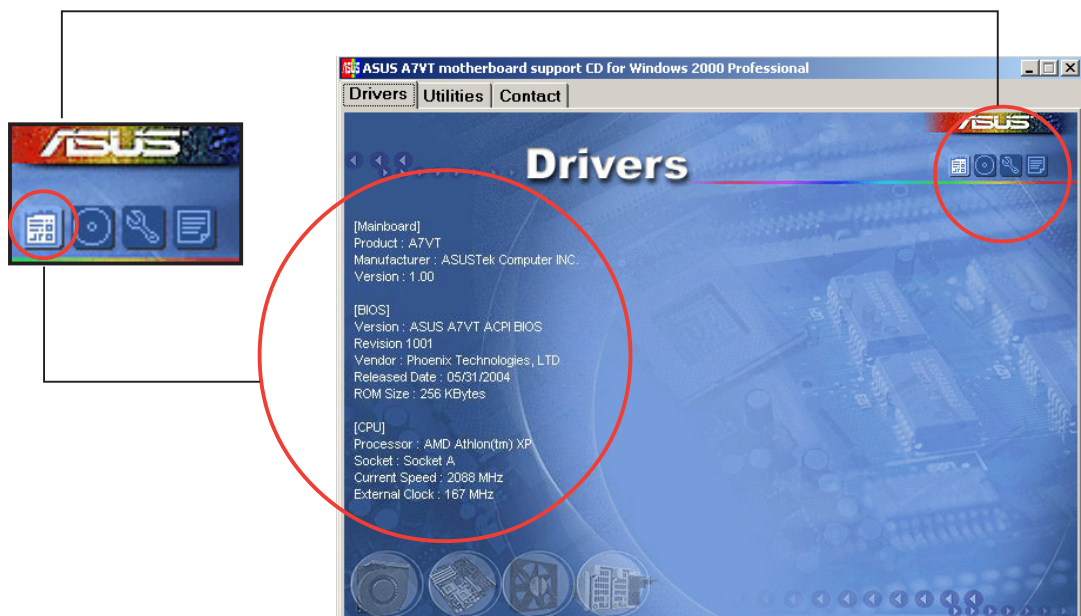 ASUS A7VT motherboard support CD for Windows 2000 Professional
Drivers Utilities Contact
ASUS
ASUS
Drivers
[Mainboard]
Product : A7VT
Manufacturer : ASUSTek Computer INC.
Version : 1.00
[BIOS]
Version : ASUS A7VT ACPI BIOS
Revision 1001
Vendor : Phoenix Technologies, LTD
Released Date : 05/31/2004
ROM Size : 256 KBytes
[CPU]
Processor : AMD Athlon(tm) XP
Socket : Socket A
Current Speed : 2088 MHz
External Clock : 167 MHz